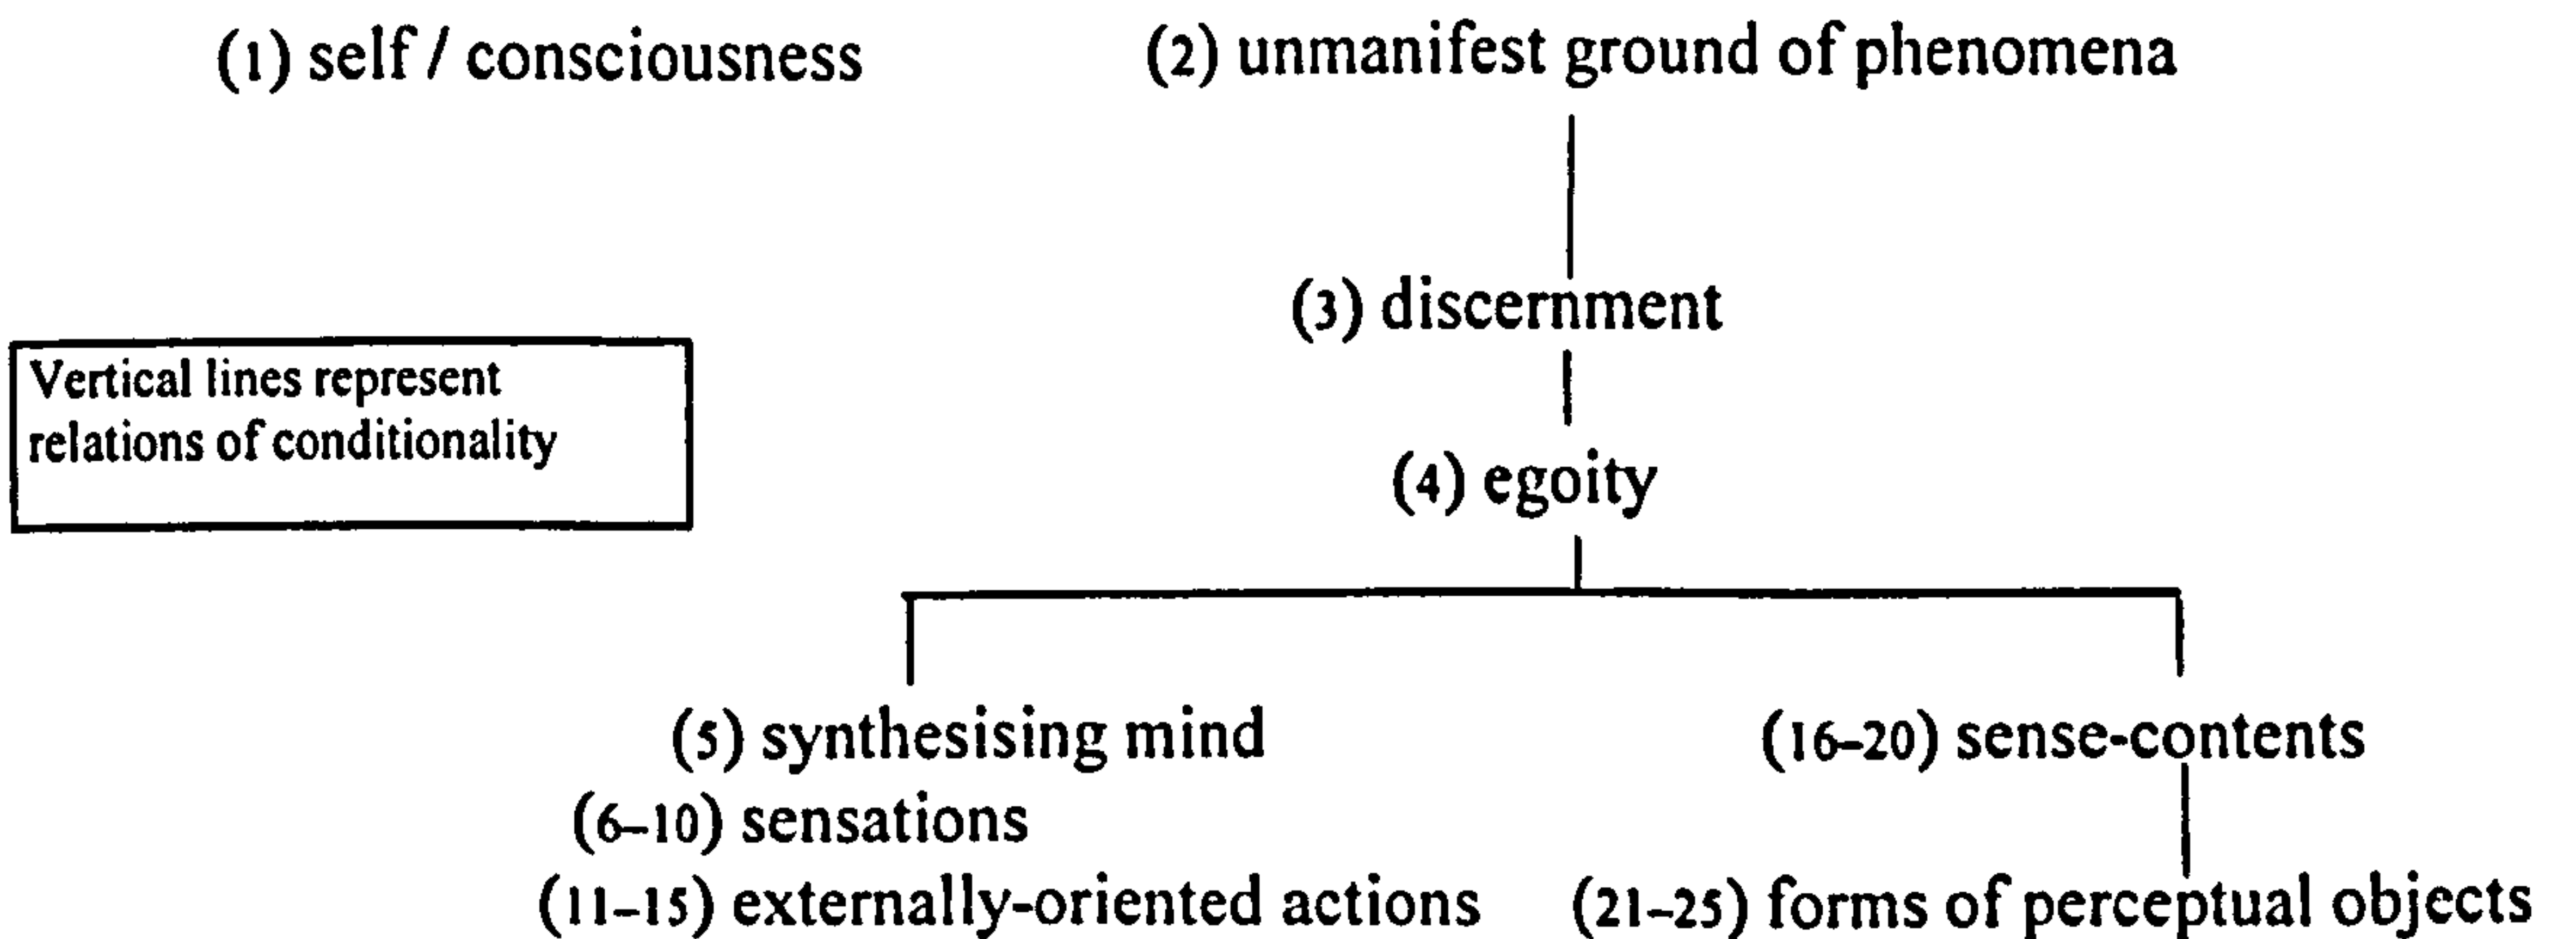 (1) self / consciousness
(2) unmanifest ground of phenomena
(3) discernment
Vertical lines represent
relations of conditionality
(4) egoity
(5) synthesising mind
(16–20) sense-contents
(6–10) sensations
(11–15) externally-oriented actions
(21–25) forms of perceptual objects